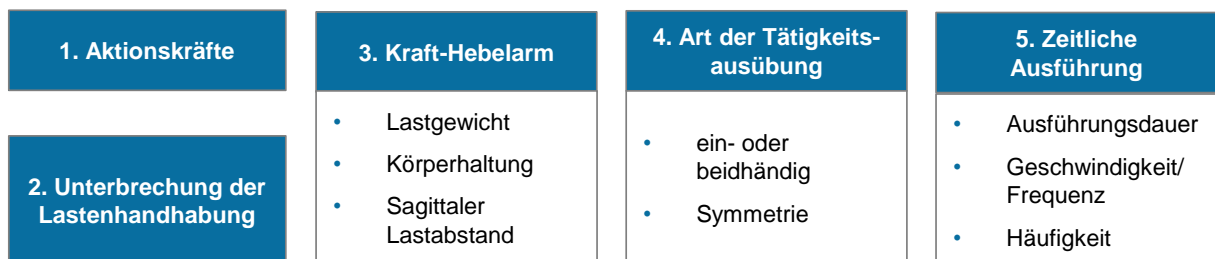 1. Aktionskräfte
2. Unterbrechung der
Lastenhandhabung
3. Kraft-Hebelarm
• Lastgewicht
• Körperhaltung
• Sagittaler
Lastabstand
4. Art der Tätigkeits-
ausübung
• ein- oder
beidhändig
• Symmetrie
5. Zeitliche
Ausführung
• Ausführungsdauer
• Geschwindigkeit/
Frequenz
• Häufigkeit